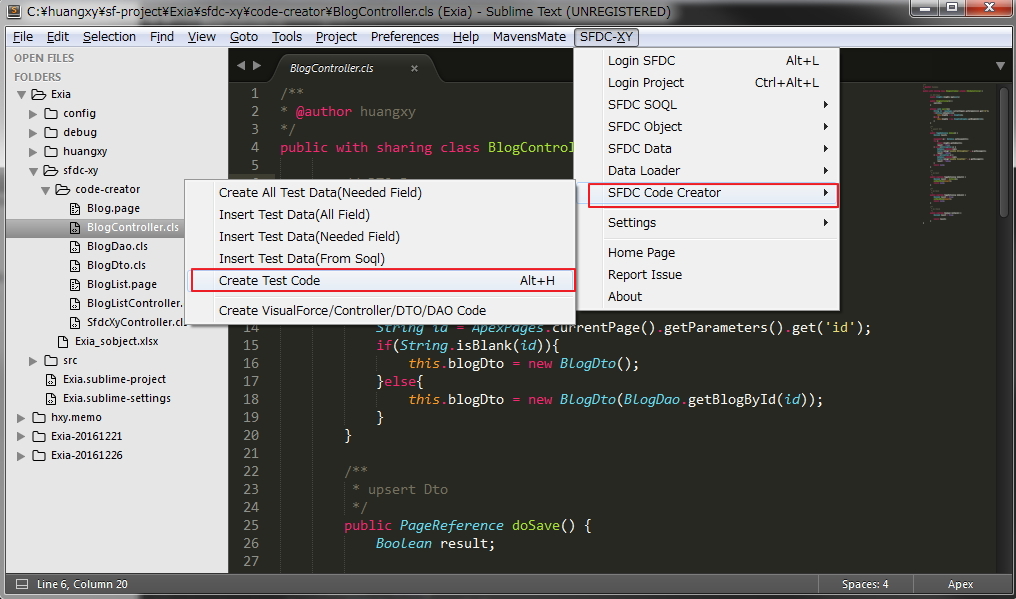 C:¥huangxy¥sf-project¥Exia¥sfdc-xy¥code-creator¥BlogController.cls (Exia) - Sublime Text (UNREGISTERED)
File Edit Selection Find View Goto Tools Project Preferences Help MavensMate SFDC-XY
OPEN FILES
FOLDERS
Exia
config
debug
huangxy
sfdc-xy
code-creator
Blog.page
BlogController.cls
BlogDao.cls
BlogDto.cls
BlogList.page
BlogListController.
SfdcXyController.cls
Exia_sobject.xlsx
src
Exia.sublime-project
Exia.sublime-settings
hxy.memo
Exia-20161221
Exia-20161226
BlogController.cls ×
1 /**
2 * @author huangxy
3 */
4 public with sharing class BlogControl
5
Login SFDC Alt+L
Login Project Ctrl+Alt+L
SFDC SOQL
SFDC Object
SFDC Data
Data Loader
SFDC Code Creator
Settings
Home Page
Report Issue
About
Create All Test Data(Needed Field)
Insert Test Data(All Field)
Insert Test Data(Needed Field)
Insert Test Data(From Soql)
Create Test Code Alt+H
Create VisualForce/Controller/DTO/DAO Code
14 String id = ApexPages.currentPage().getParameters().get('id');
15 if(String.isBlank(id)){
16 this.blogDto = new BlogDto();
17 }else{
18 this.blogDto = new BlogDto(BlogDao.getBlogById(id));
19 }
20 }
21
22 /**
23 * upsert Dto
24 */
25 public PageReference doSave() {
26 Boolean result;
27
Line 6, Column 20
Spaces: 4
Apex